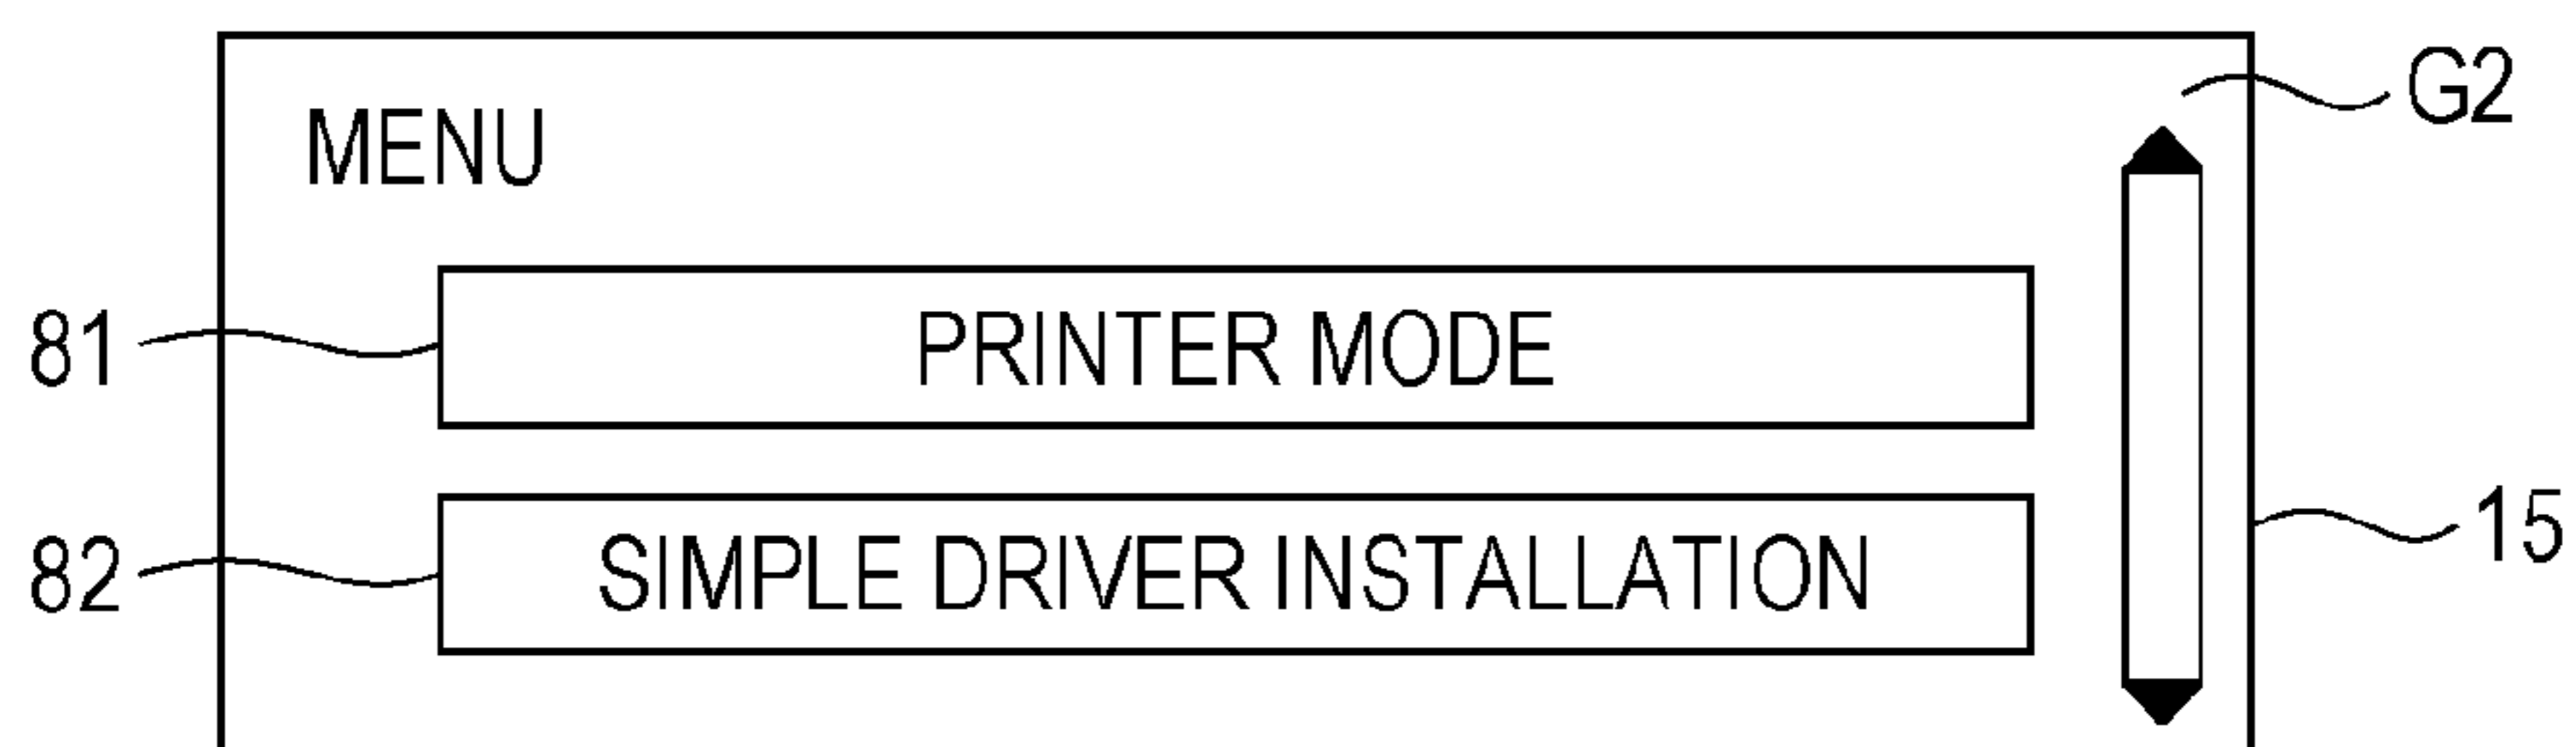 G2
MENU
81
PRINTER MODE
82
SIMPLE DRIVER INSTALLATION
15